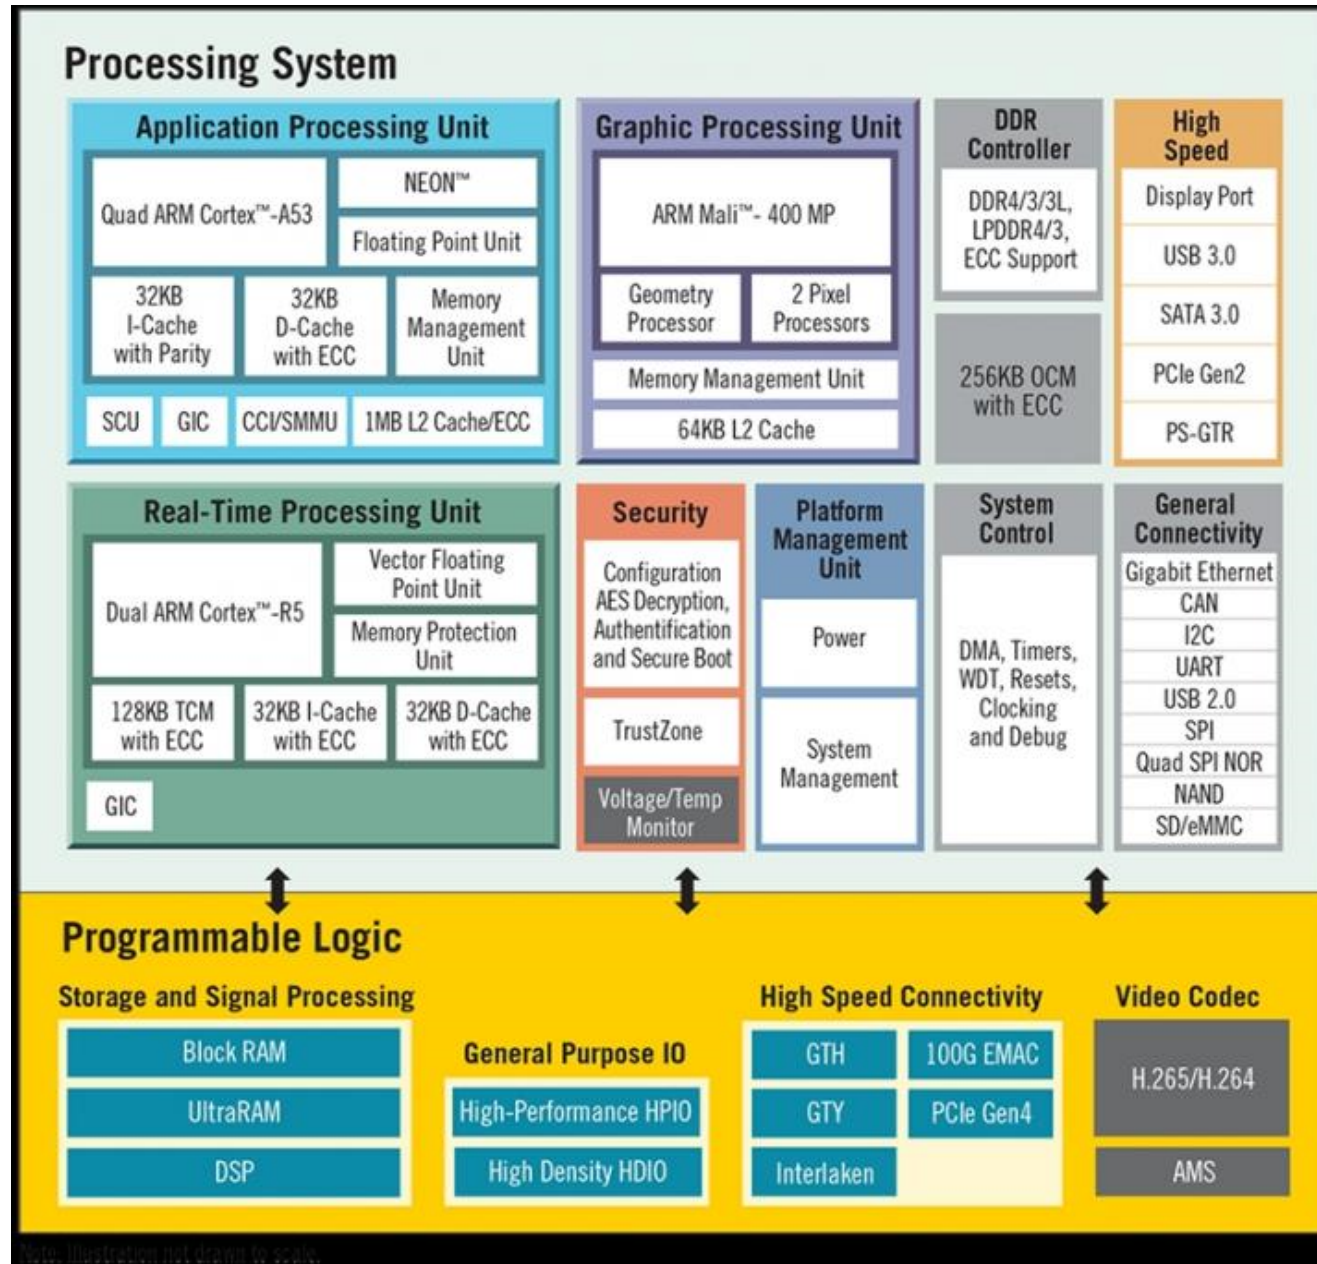 Processing System
Application Processing Unit
Quad ARM Cortex™-A53
NEON™
Floating Point Unit
32KB
I-Cache
with Parity
32KB
D-Cache
with ECC
Memory
Management
Unit
SCU
GIC
CCI/SMMU
1MB L2 Cache/ECC
Graphic Processing Unit
ARM Mali™- 400 MP
Geometry
Processor
2 Pixel
Processors
Memory Management Unit
64KB L2 Cache
DDR
Controller
DDR4/3/3L,
LPDDR4/3,
ECC Support
256KB OCM
with ECC
High
Speed
Display Port
USB 3.0
SATA 3.0
PCIe Gen2
PS-GTR
Real-Time Processing Unit
Dual ARM Cortex™-R5
Vector Floating
Point Unit
Memory Protection
Unit
128KB TCM
with ECC
32KB I-Cache
with ECC
32KB D-Cache
with ECC
GIC
Security
Configuration
AES Decryption,
Authentification
and Secure Boot
TrustZone
Voltage/Temp
Monitor
Platform
Management
Unit
Power
System
Management
System
Control
DMA, Timers,
WDT, Resets,
Clocking
and Debug
General
Connectivity
Gigabit Ethernet
CAN
I2C
UART
USB 2.0
SPI
Quad SPI NOR
NAND
SD/eMMC
Programmable Logic
Storage and Signal Processing
Block RAM
UltraRAM
DSP
General Purpose IO
High-Performance HPIO
High Density HDIO
High Speed Connectivity
GTH
100G EMAC
GTY
PCIe Gen4
Interlaken
Video Codec
H.265/H.264
AMS
Note: Illustration not drawn to scale.